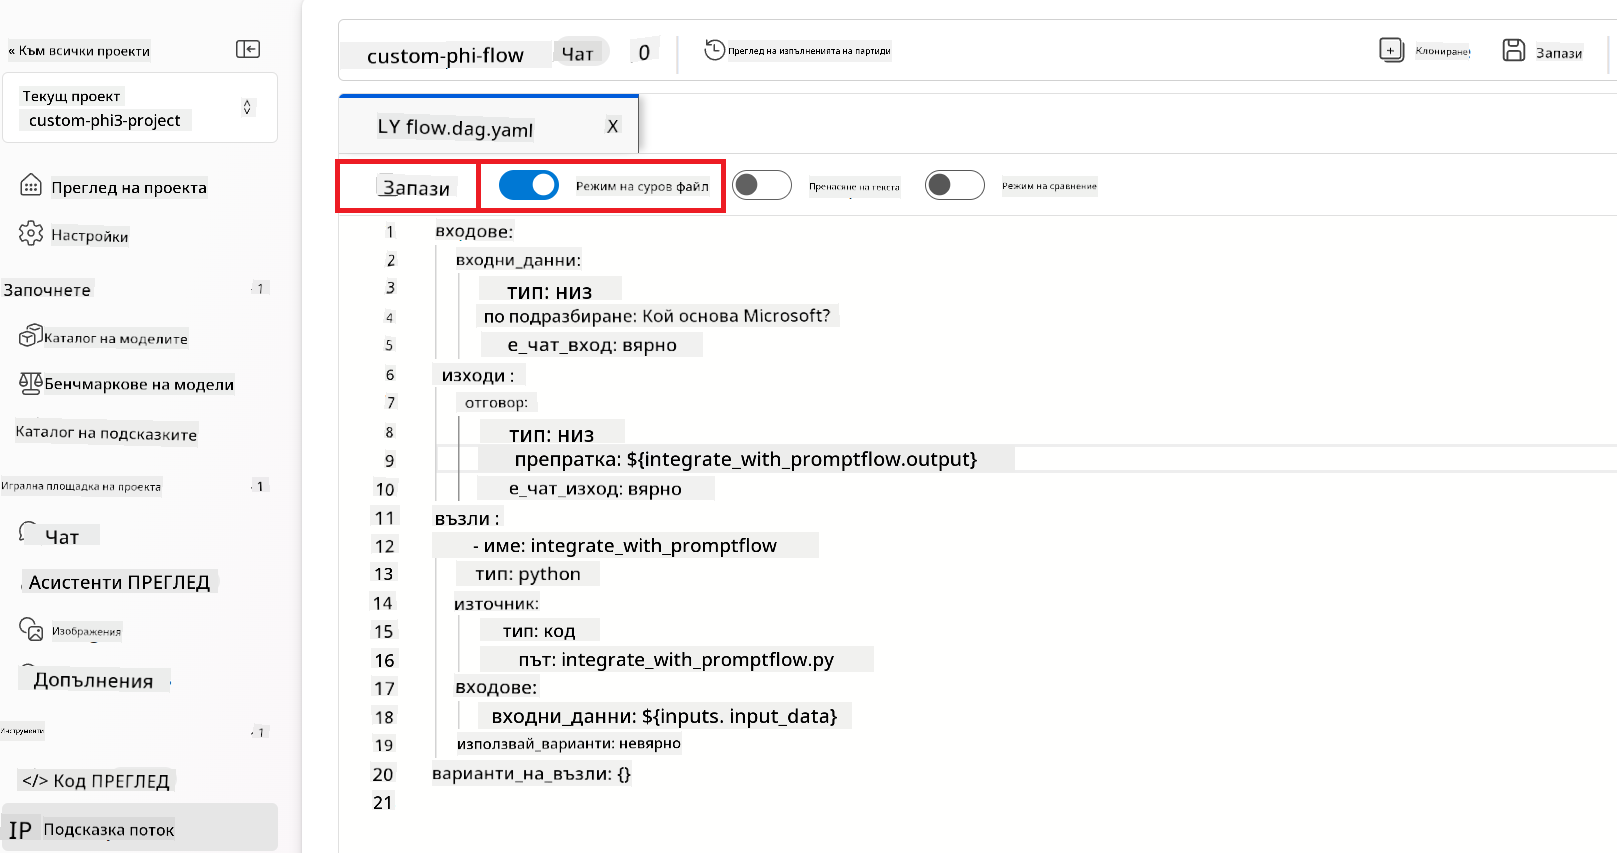 « Към всички проекти
Текущ проект
custom-phi3-project
Преглед на проекта
Настройки
Започнете
Каталог на моделите
Бенчмаркове на модели
Каталог на подсказките
Игрална площадка на проекта
Чат
Асистенти ПРЕГЛЕД
Изображения
Допълнения
Инструменти
</> Код ПРЕГЛЕД
IP Подсказка поток
custom-phi-flow Чат 0
Преглед на изпълненията на партиди
Клониране
Запази
LY flow.dag.yaml X
Запази
Режим на суров файл
Пренасяне на текста
Режим на сравнение
1 входове:
2 входни_данни:
3 тип: низ
4 по подразбиране: Кой основа Microsoft?
5 е_чат_вход: вярно
6 изходи :
7 отговор:
8 тип: низ
9 препратка: ${integrate_with_promptflow.output}
10 е_чат_изход: вярно
11 възли :
12 - име: integrate_with_promptflow
13 тип: python
14 източник:
15 тип: код
16 път: integrate_with_promptflow.py
17 входове:
18 входни_данни: ${inputs. input_data}
19 използвай_варианти: невярно
20 варианти_на_възли: {}
21